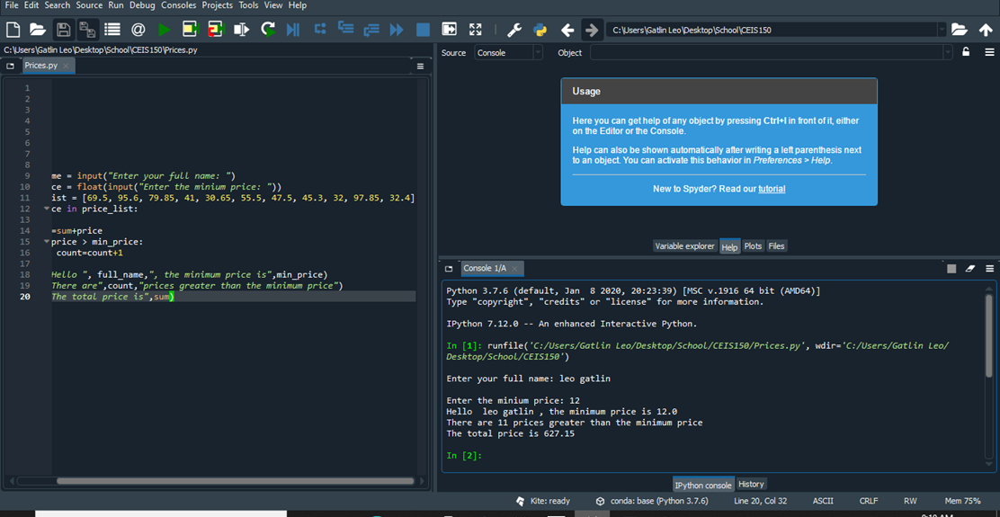 File Edit Search Source Run Debug Consoles Projects Tools View Help
C:\Users\Gatlin Leo\Desktop\School\CEIS150
C:\Users\Gatlin Leo\Desktop\School\CEIS150\Prices.py
Prices.py
1
2
3
4
5
6
7
8
9 me = input("Enter your full name: ")
10 ce = float(input("Enter the minium price: "))
11 ist = [69.5, 95.6, 79.85, 41, 30.65, 55.5, 47.5, 45.3, 32, 97.85, 32.4]
12 ce in price_list:
13
14 =sum+price
15 price > min_price:
16 count=count+1
17
18 Hello ", full_name,", the minimum price is",min_price)
19 There are",count,"prices greater than the minimum price")
20 The total price is",sum)
Source Console Object
Usage
Here you can get help of any object by pressing Ctrl+I in front of it, either
on the Editor or the Console.
Help can also be shown automatically after writing a left parenthesis next
to an object. You can activate this behavior in Preferences > Help.
New to Spyder? Read our tutorial
Variable explorer Help Plots Files
Console 1/A
Python 3.7.6 (default, Jan  8 2020, 20:23:39) [MSC v.1916 64 bit (AMD64)]
Type "copyright", "credits" or "license" for more information.
IPython 7.12.0 -- An enhanced Interactive Python.
In [1]: runfile('C:/Users/Gatlin Leo/Desktop/School/CEIS150/Prices.py', wdir='C:/Users/Gatlin Leo/
Desktop/School/CEIS150')
Enter your full name: leo gatlin
Enter the minium price: 12
Hello  leo gatlin , the minimum price is 12.0
There are 11 prices greater than the minimum price
The total price is 627.15
In [2]:
IPython console History
Kite: ready conda: base (Python 3.7.6) Line 20, Col 32 ASCII CRLF RW Mem 75%